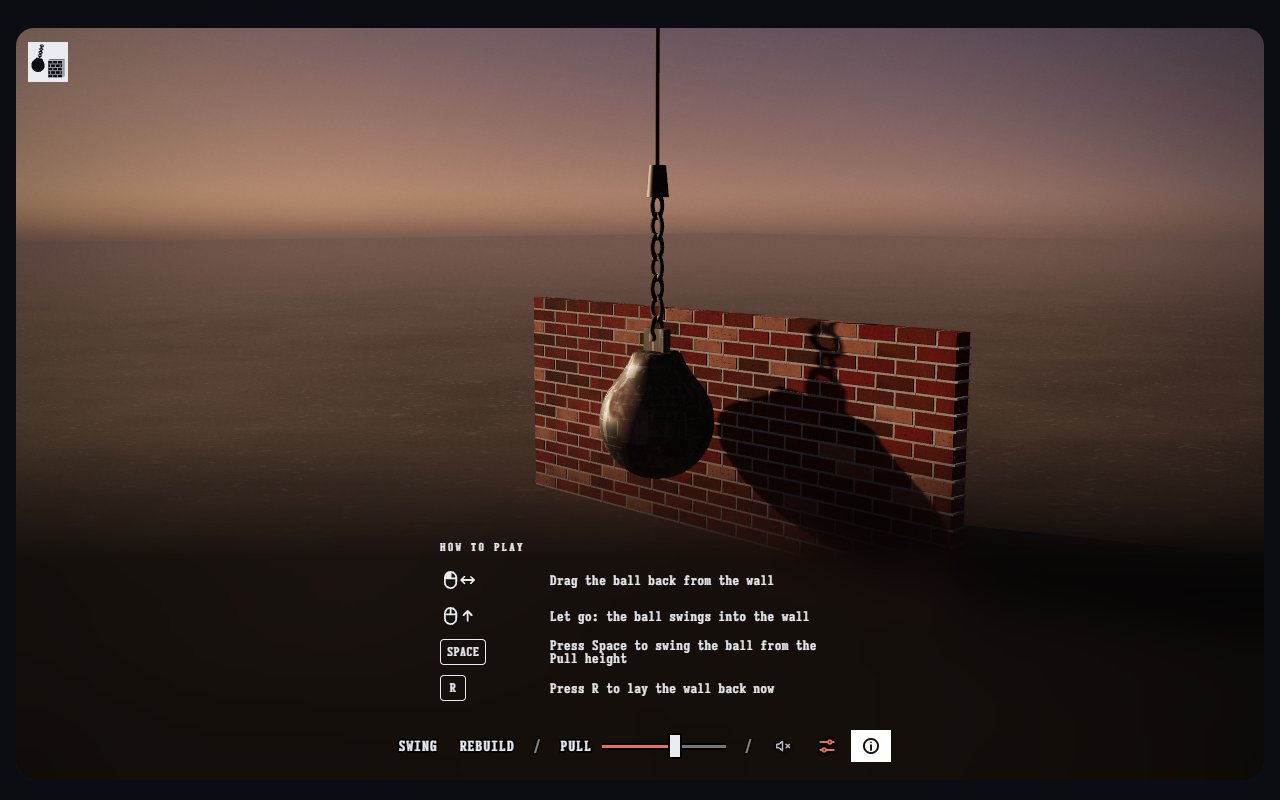 HOW TO PLAY
Drag the ball back from the wall
Let go: the ball swings into the wall
SPACE
Press Space to swing the ball from the
Pull height
R
Press R to lay the wall back now
SWING REBUILD / PULL /